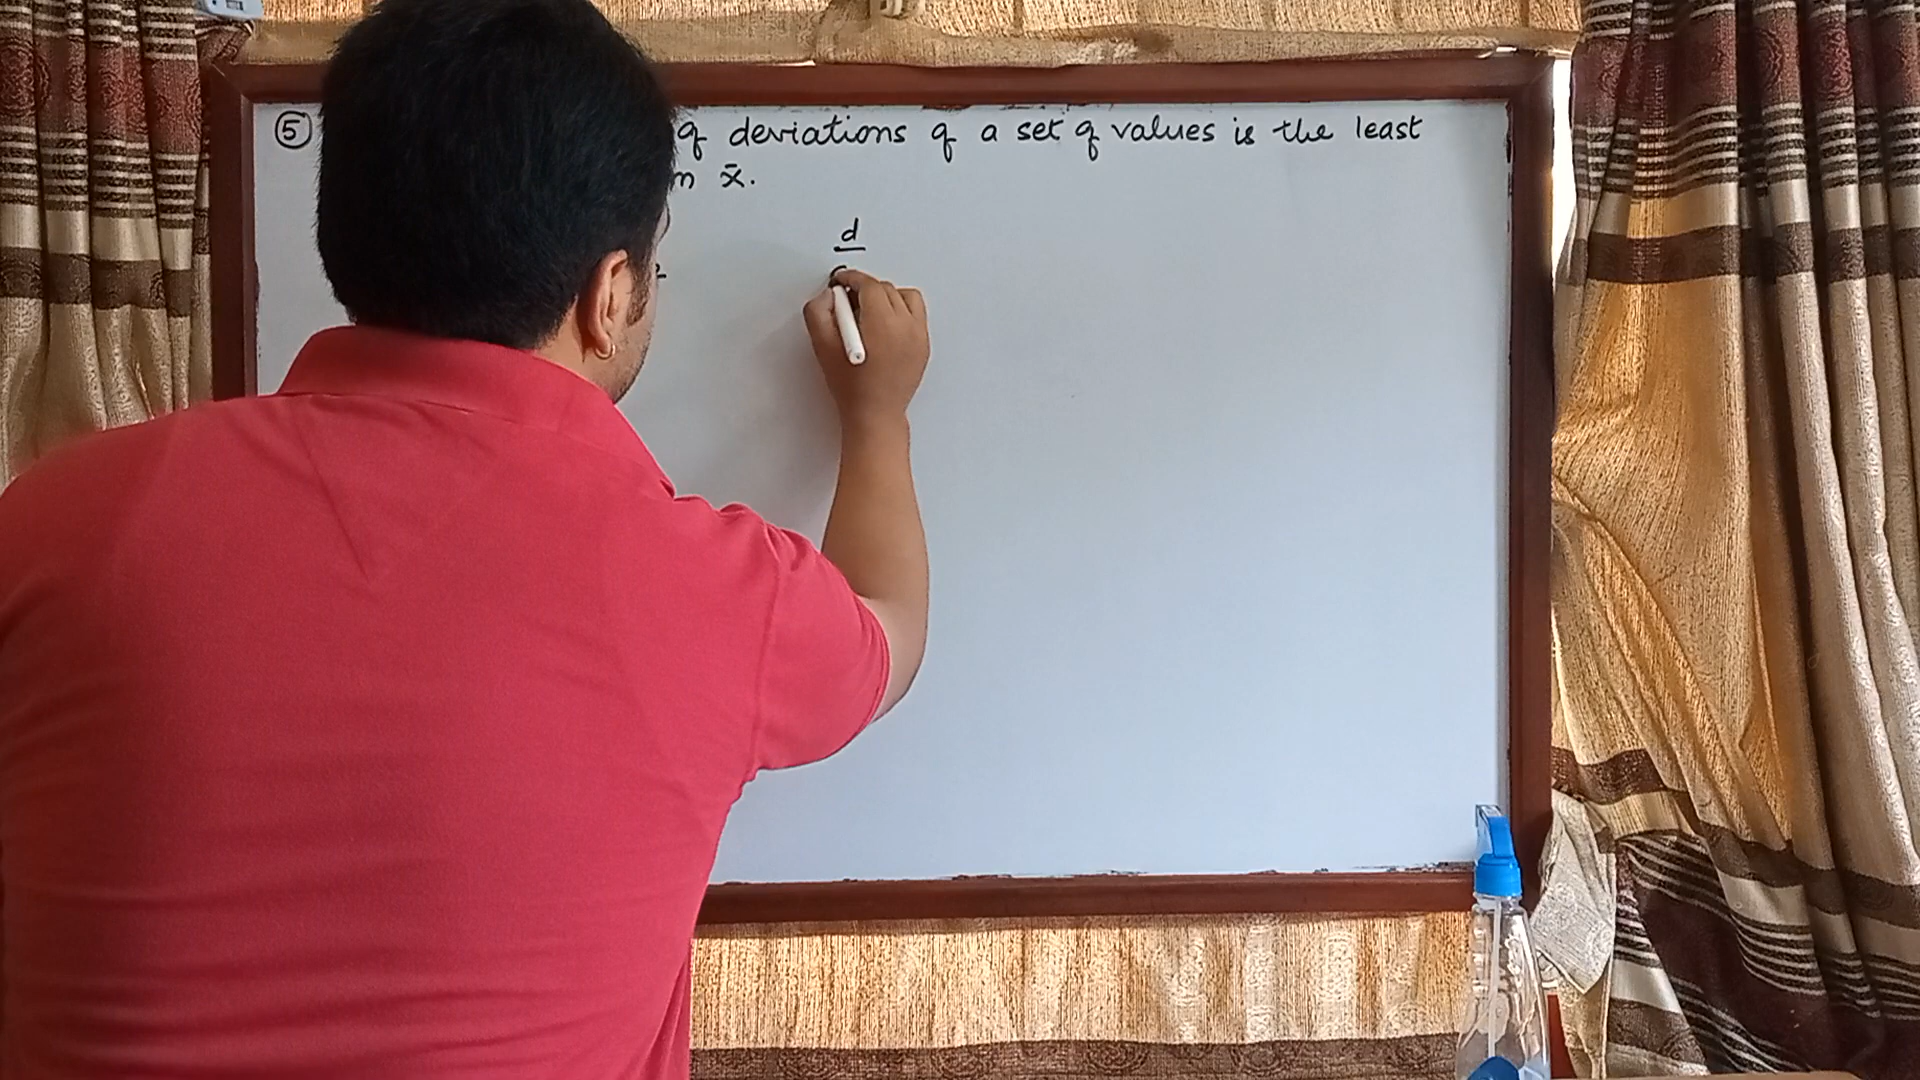 ⑤ of deviations of a set of values is the least
x̄.
d